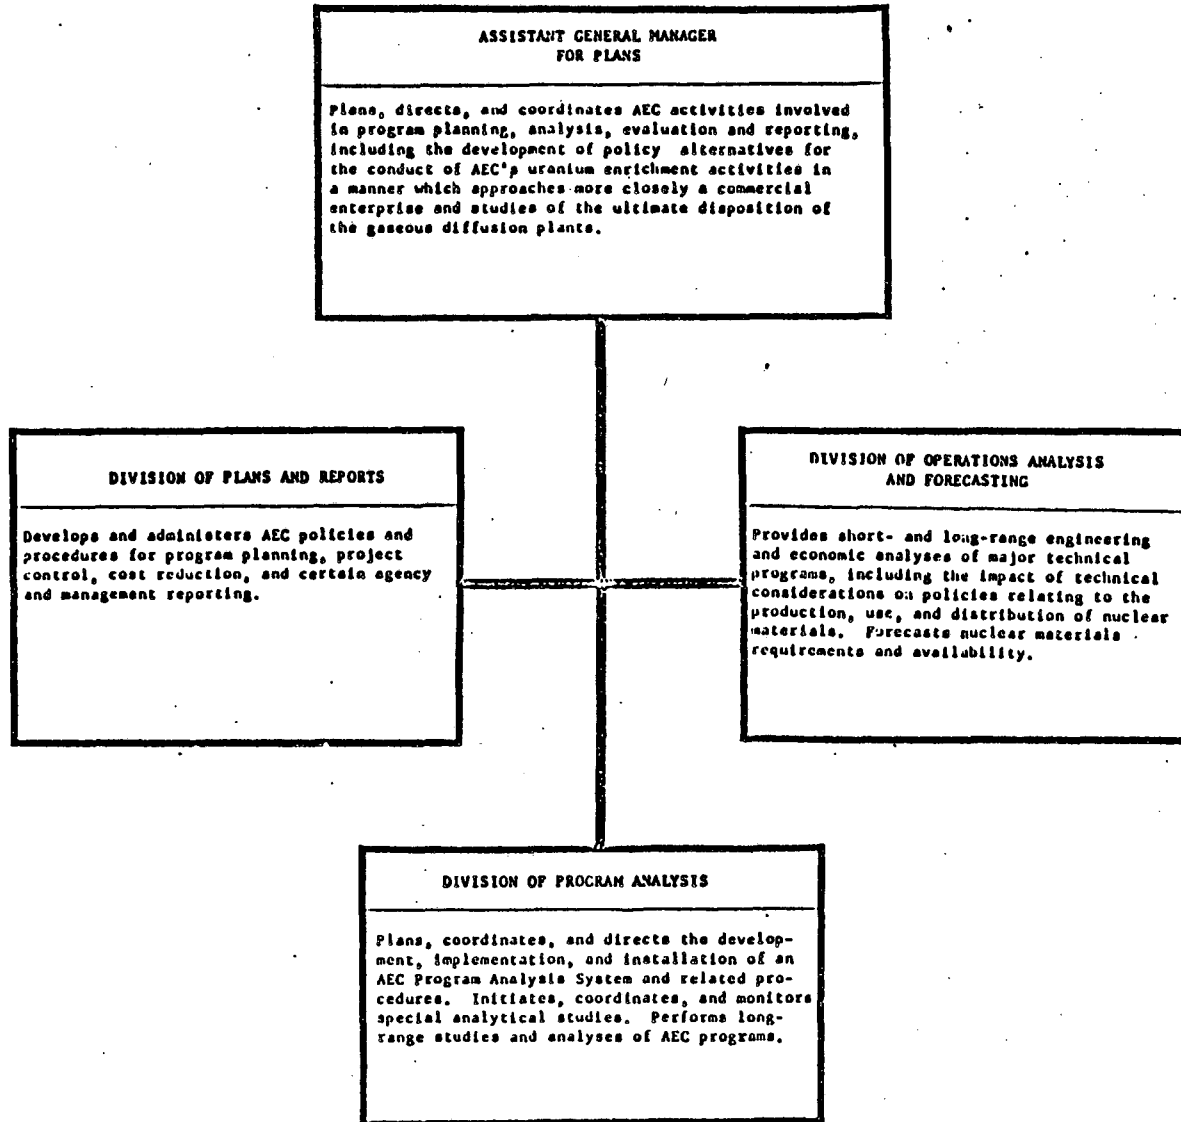 ASSISTANT GENERAL MANAGER
FOR PLANS
Plans, directs, and coordinates AEC activities involved
in program planning, analysis, evaluation and reporting,
including the development of policy alternatives for
the conduct of AEC's uranium enrichment activities in
a manner which approaches more closely a commercial
enterprise and studies of the ultimate disposition of
the gaseous diffusion plants.
DIVISION OF PLANS AND REPORTS
Develops and administers AEC policies and
procedures for program planning, project
control, cost reduction, and certain agency
and management reporting.
DIVISION OF OPERATIONS ANALYSIS
AND FORECASTING
Provides short- and long-range engineering
and economic analyses of major technical
programs, including the impact of technical
considerations on policies relating to the
production, use, and distribution of nuclear
materials. Forecasts nuclear materials
requirements and availability.
DIVISION OF PROGRAM ANALYSIS
Plans, coordinates, and directs the develop-
ment, implementation, and installation of an
AEC Program Analysis System and related pro-
cedures. Initiates, coordinates, and monitors
special analytical studies. Performs long-
range studies and analyses of AEC programs.